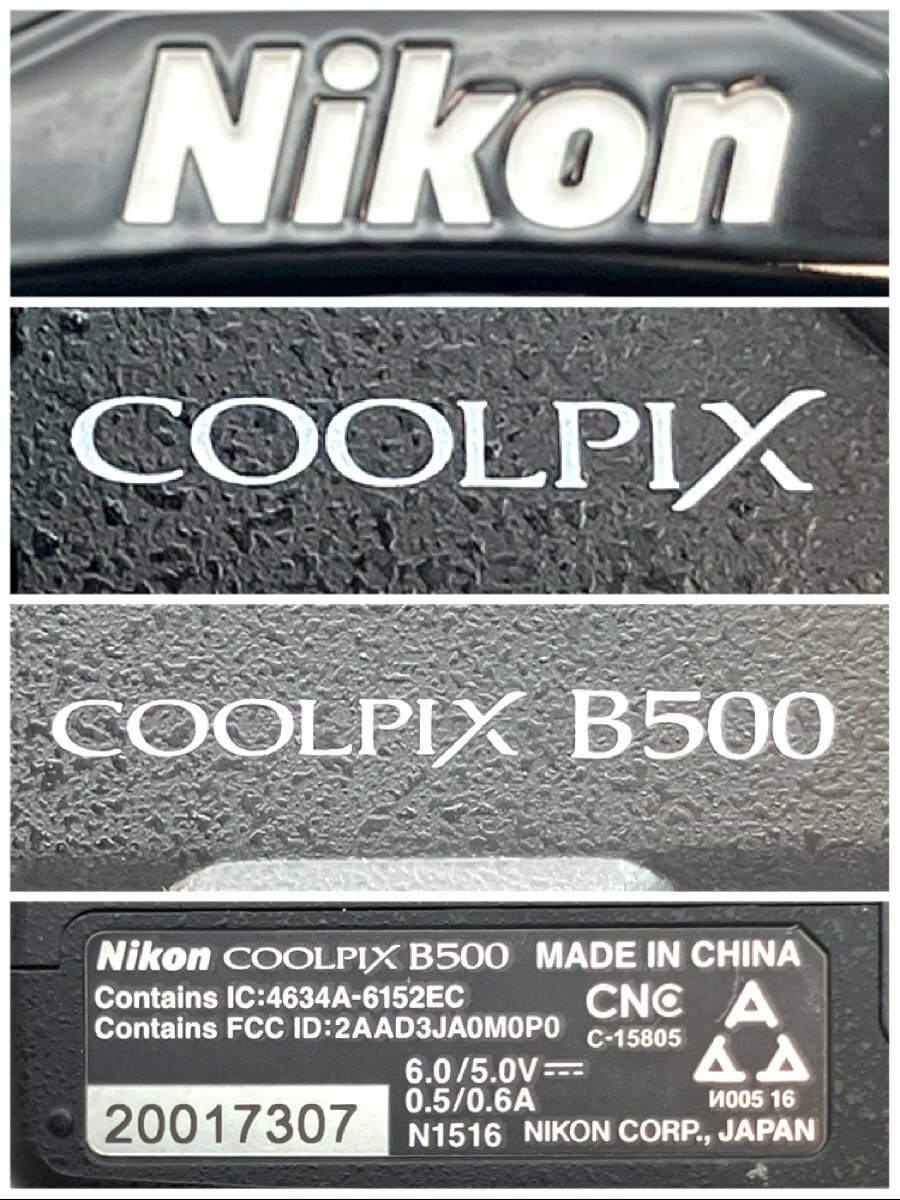 Nikon
COOLPIX
COOLPIX B500
Nikon COOLPIX B500 MADE IN CHINA
Contains IC:4634A-6152EC
Contains FCC ID:2AAD3JA0M0P0
CNC
C-15805
6.0/5.0V⎓
0.5/0.6A
И005 16
20017307
N1516 NIKON CORP., JAPAN